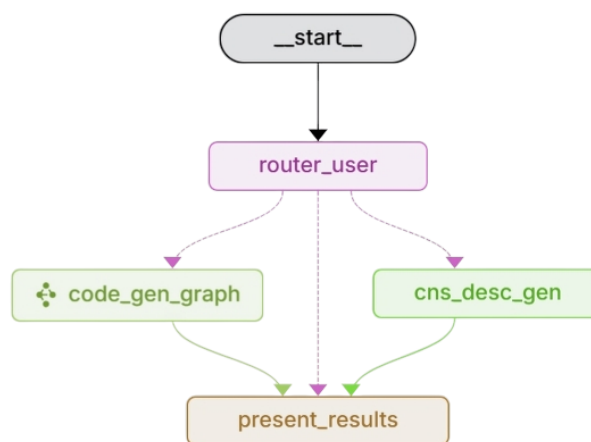 __start__
router_user
code_gen_graph
cns_desc_gen
present_results